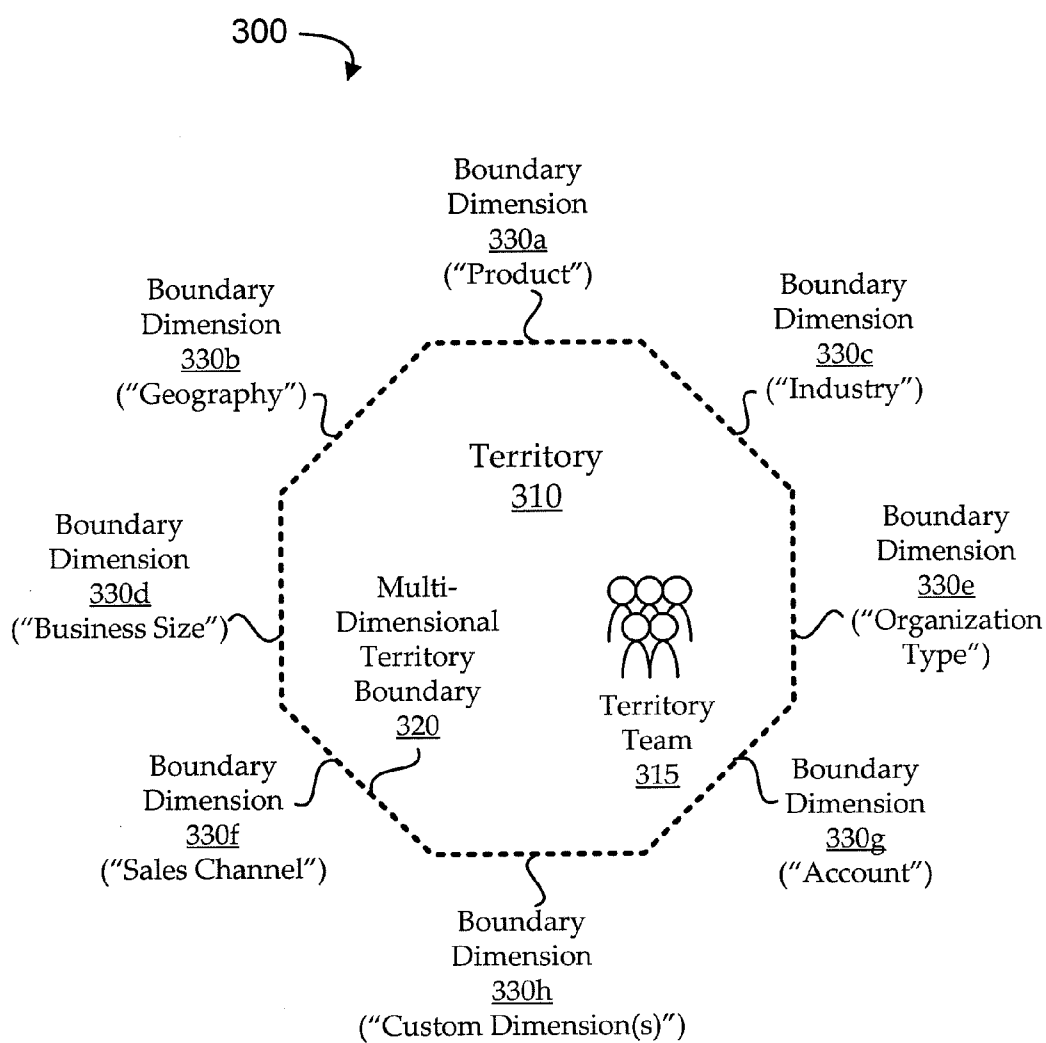 300
Boundary
Dimension
330a
("Product")
Boundary
Dimension
330b
("Geography")
Boundary
Dimension
330c
("Industry")
Territory
310
Boundary
Dimension
330d
("Business Size")
Boundary
Dimension
330e
("Organization
Type")
Multi-
Dimensional
Territory
Boundary
320
Territory
Team
315
Boundary
Dimension
330f
("Sales Channel")
Boundary
Dimension
330g
("Account")
Boundary
Dimension
330h
("Custom Dimension(s)")